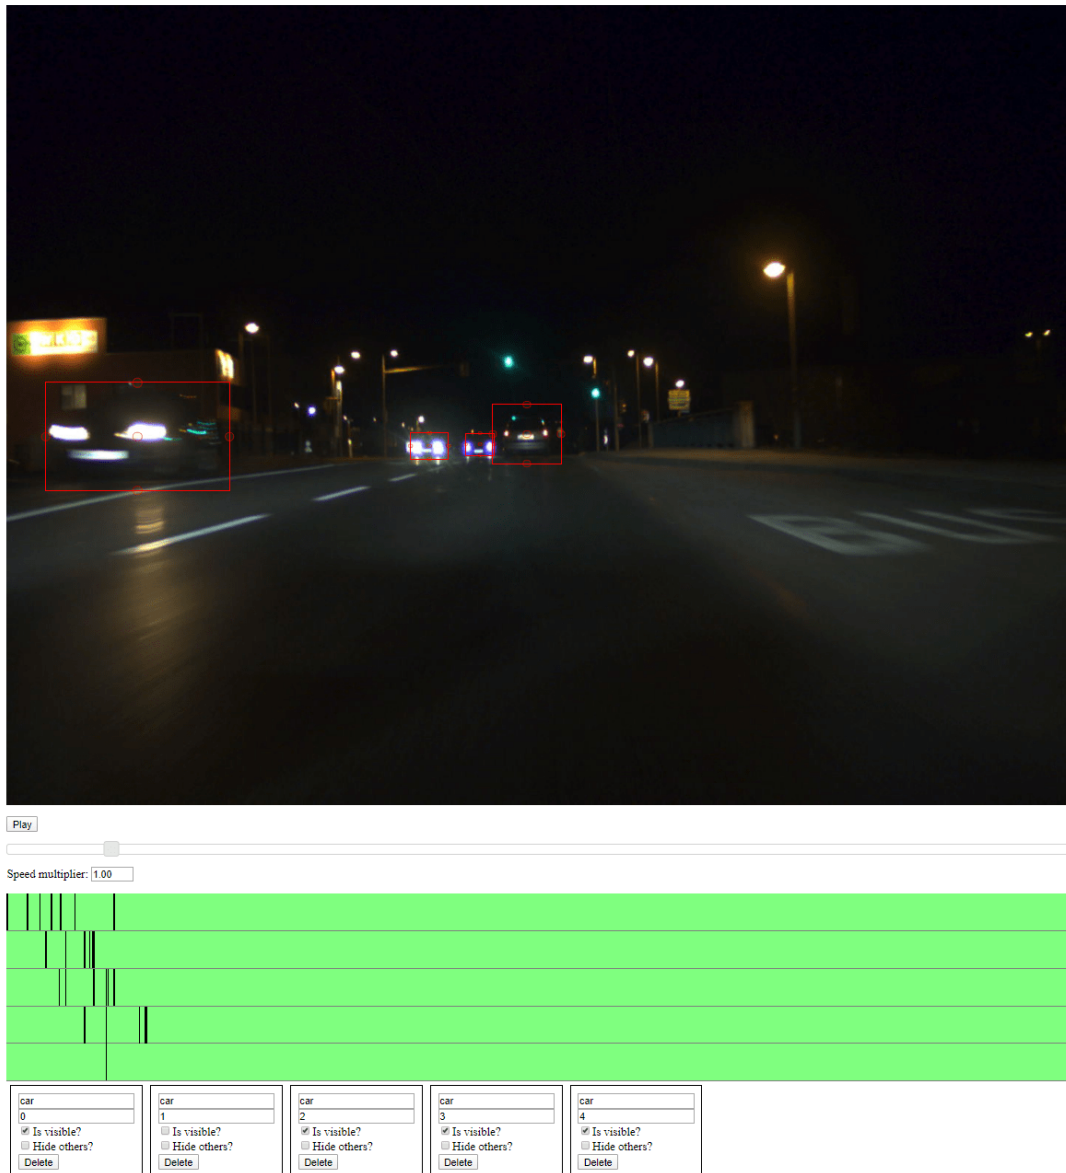 BUS
Play
Speed multiplier: 1.00
car car car car car
0 1 2 3 4
Is visible? Is visible? Is visible? Is visible? Is visible?
Hide others? Hide others? Hide others? Hide others? Hide others?
Delete Delete Delete Delete Delete